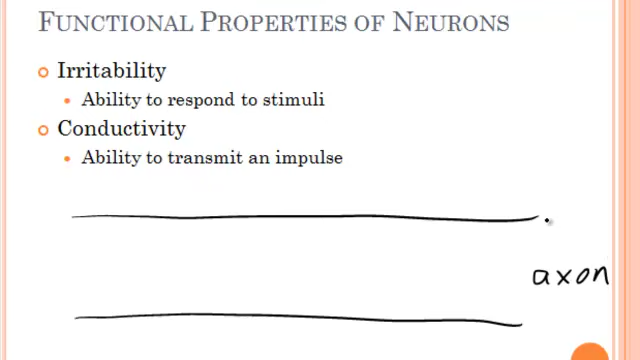 FUNCTIONAL PROPERTIES OF NEURONS
Irritability
Ability to respond to stimuli
Conductivity
Ability to transmit an impulse
axon